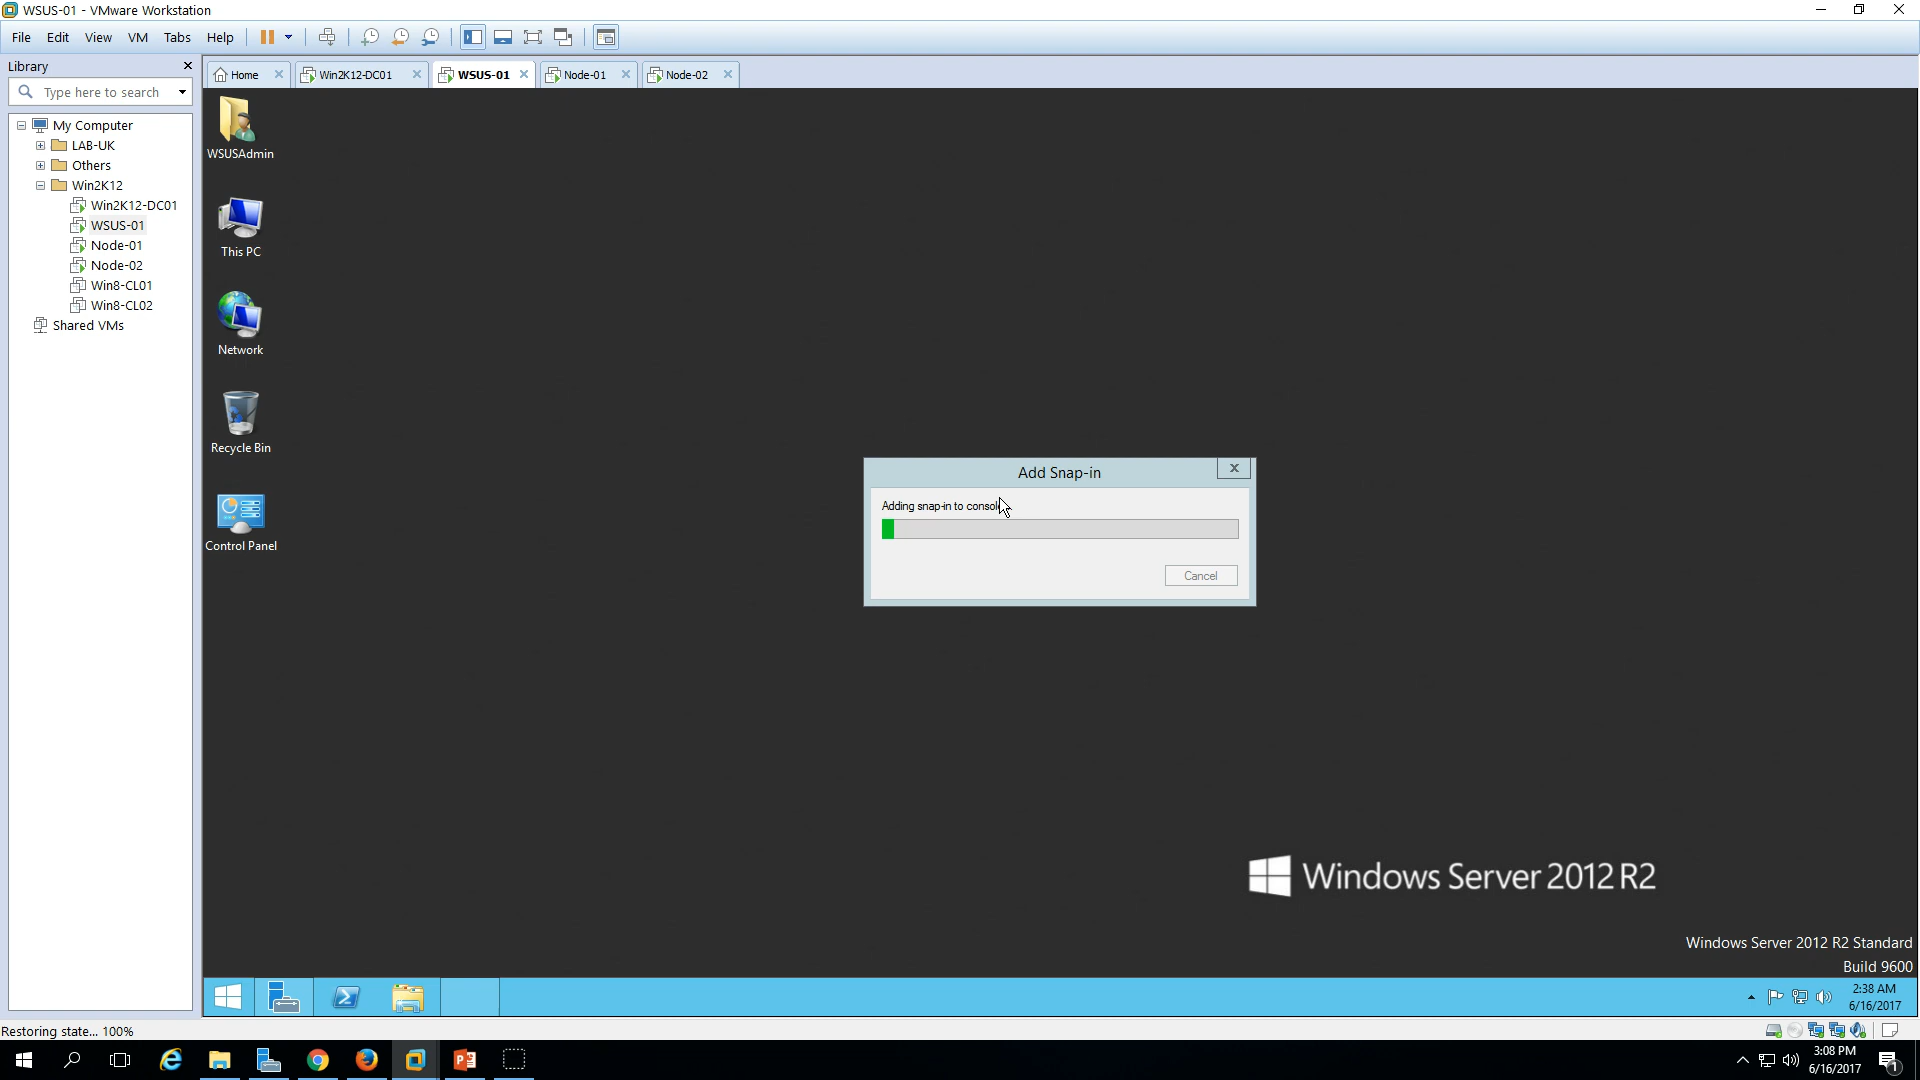 WSUS-01 - VMware Workstation
File Edit View VM Tabs Help
Library
Home
Win2K12-DC01
WSUS-01
Node-01
Node-02
Type here to search
My Computer
LAB-UK
Others
Win2K12
Win2K12-DC01
WSUS-01
Node-01
Node-02
Win8-CL01
Win8-CL02
Shared VMs
WSUSAdmin
This PC
Network
Recycle Bin
Control Panel
Add Snap-in
Adding snap-in to console
Cancel
Windows Server 2012 R2
Windows Server 2012 R2 Standard
Build 9600
2:38 AM
6/16/2017
Restoring state... 100%
3:08 PM
6/16/2017
1